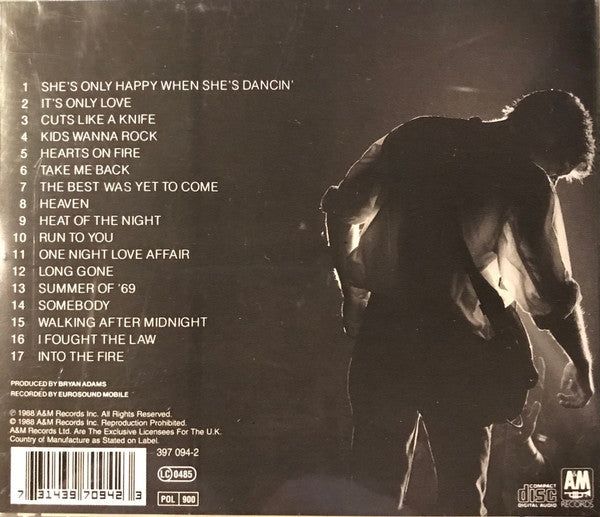 1 SHE'S ONLY HAPPY WHEN SHE'S DANCIN'
2 IT'S ONLY LOVE
3 CUTS LIKE A KNIFE
4 KIDS WANNA ROCK
5 HEARTS ON FIRE
6 TAKE ME BACK
7 THE BEST WAS YET TO COME
8 HEAVEN
9 HEAT OF THE NIGHT
10 RUN TO YOU
11 ONE NIGHT LOVE AFFAIR
12 LONG GONE
13 SUMMER OF '69
14 SOMEBODY
15 WALKING AFTER MIDNIGHT
16 I FOUGHT THE LAW
17 INTO THE FIRE
PRODUCED BY BRYAN ADAMS
RECORDED BY EUROSOUND MOBILE
℗ 1988 A&M Records Inc. All Rights Reserved.
© 1988 A&M Records Inc. Reproduction Prohibited.
A&M Records Ltd. Are The Exclusive Licensees For The U.K.
Country of Manufacture as Stated on Label.
397 094-2
LC 0485
POL 900
7 31439 70942 3
COMPACT
disc
DIGITAL AUDIO
A&M
RECORDS